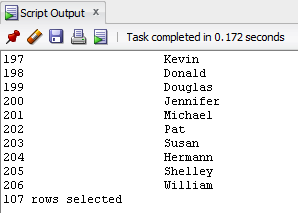 Script Output x
Task completed in 0.172 seconds
197 Kevin
198 Donald
199 Douglas
200 Jennifer
201 Michael
202 Pat
203 Susan
204 Hermann
205 Shelley
206 William
107 rows selected